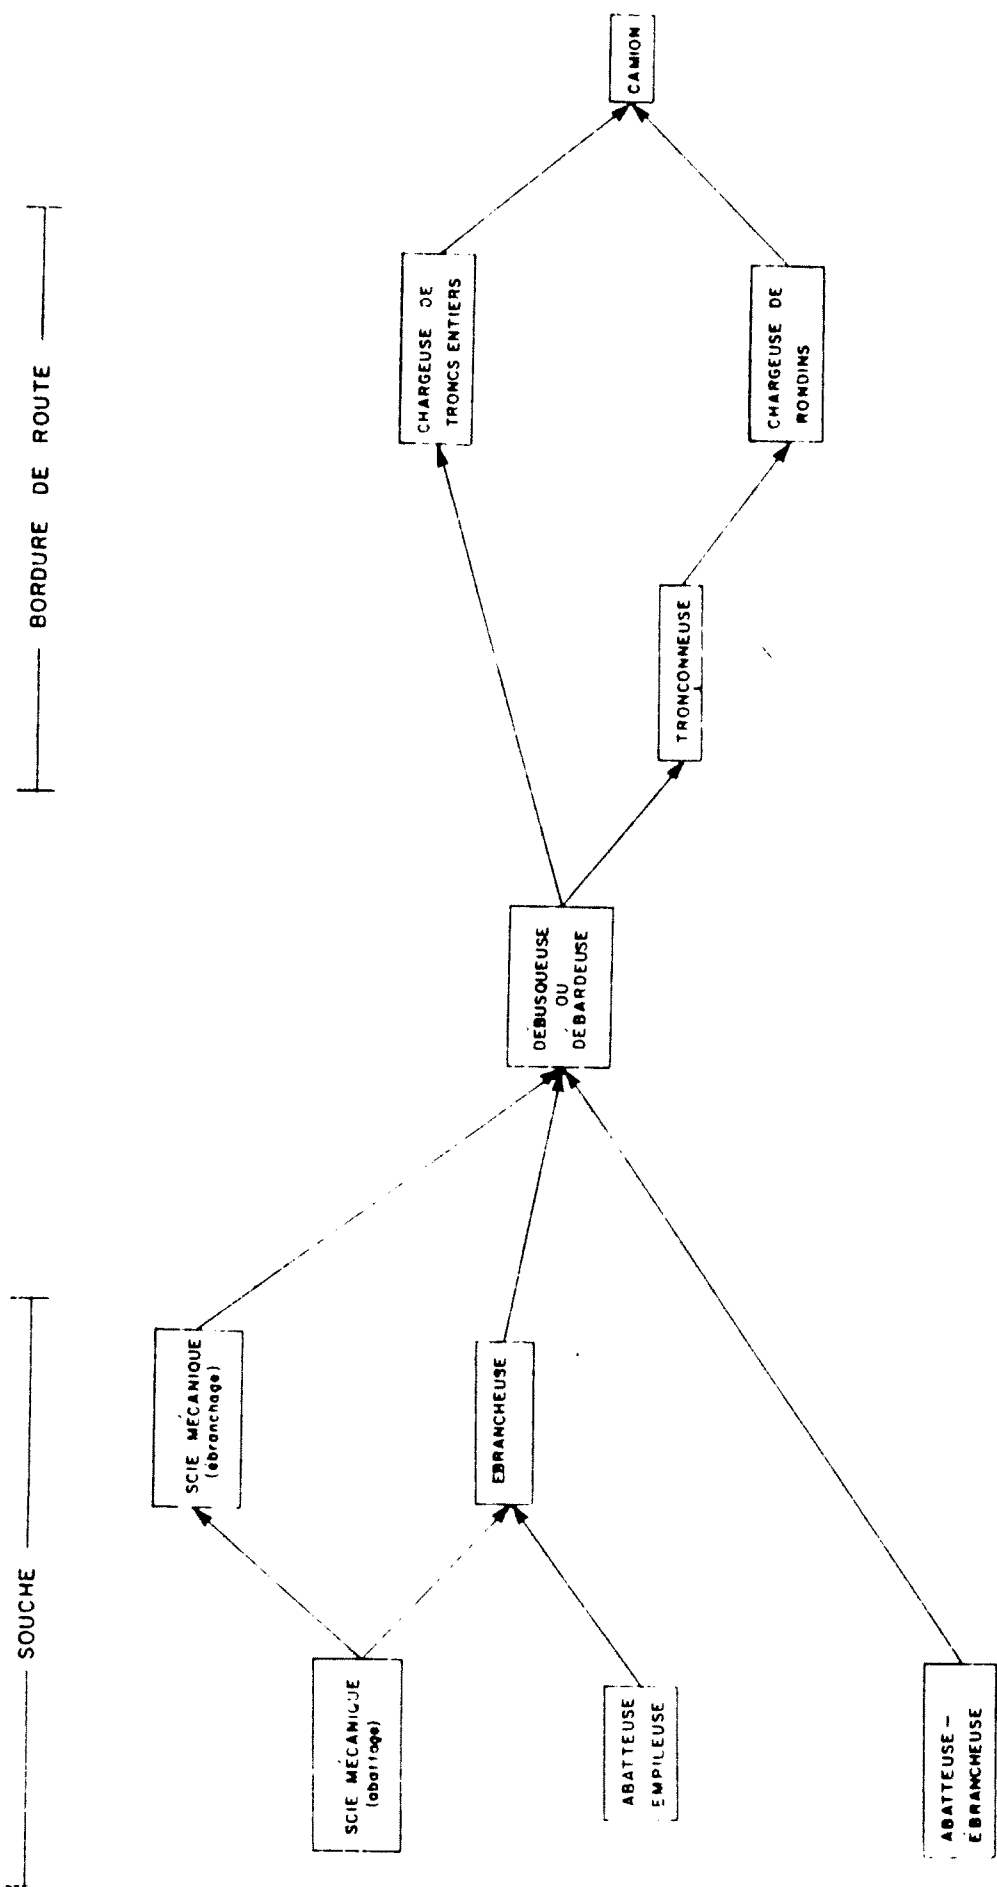 SOUCHE
BORDURE DE ROUTE
SCIE MÉCANIQUE
(ébranchage)
SCIE MÉCANIQUE
(abattage)
EBRANCHEUSE
ABATTEUSE
EMPILEUSE
ABATTEUSE –
ÉBRANCHEUSE
DÉBUSQUEUSE
OU
DÉBARDEUSE
CHARGEUSE DE
TRONCS ENTIERS
TRONCONNEUSE
CHARGEUSE DE
RONDINS
CAMION